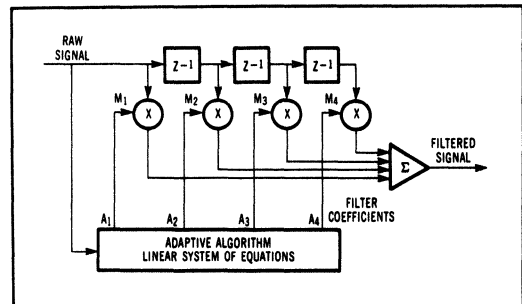 RAW
SIGNAL
Z-1
Z-1
Z-1
M1
M2
M3
M4
X
X
X
X
Σ
FILTERED
SIGNAL
FILTER
COEFFICIENTS
A1
A2
A3
A4
ADAPTIVE ALGORITHM
LINEAR SYSTEM OF EQUATIONS